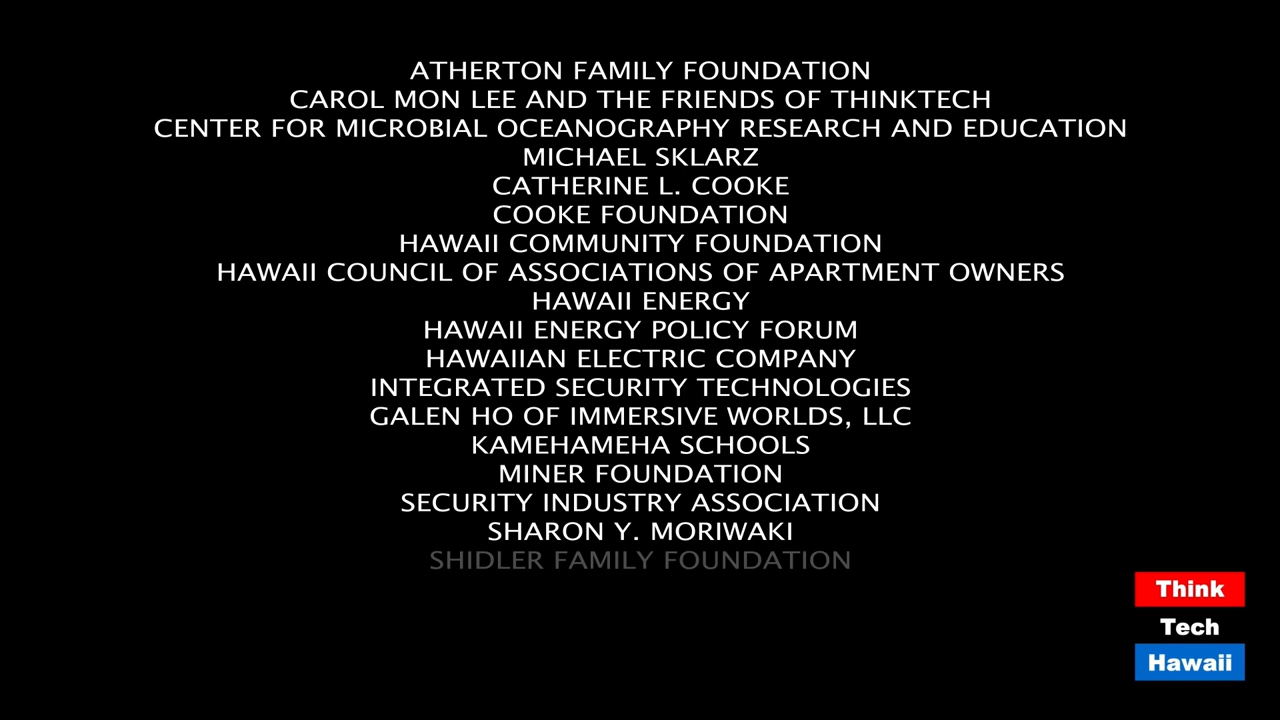 ATHERTON FAMILY FOUNDATION
CAROL MON LEE AND THE FRIENDS OF THINKTECH
CENTER FOR MICROBIAL OCEANOGRAPHY RESEARCH AND EDUCATION
MICHAEL SKLARZ
CATHERINE L. COOKE
COOKE FOUNDATION
HAWAII COMMUNITY FOUNDATION
HAWAII COUNCIL OF ASSOCIATIONS OF APARTMENT OWNERS
HAWAII ENERGY
HAWAII ENERGY POLICY FORUM
HAWAIIAN ELECTRIC COMPANY
INTEGRATED SECURITY TECHNOLOGIES
GALEN HO OF IMMERSIVE WORLDS, LLC
KAMEHAMEHA SCHOOLS
MINER FOUNDATION
SECURITY INDUSTRY ASSOCIATION
SHARON Y. MORIWAKI
SHIDLER FAMILY FOUNDATION
Think
Tech
Hawaii